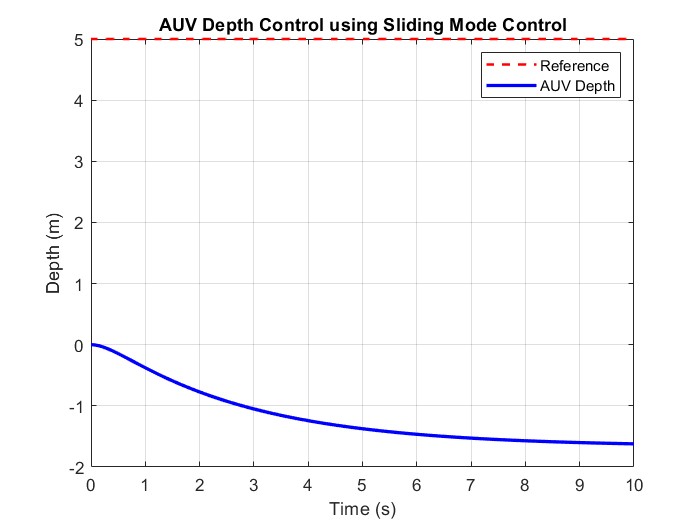 AUV Depth Control using Sliding Mode Control
5
4
3
2
1
0
-1
-2
Depth (m)
Reference
AUV Depth
0 1 2 3 4 5 6 7 8 9 10
Time (s)